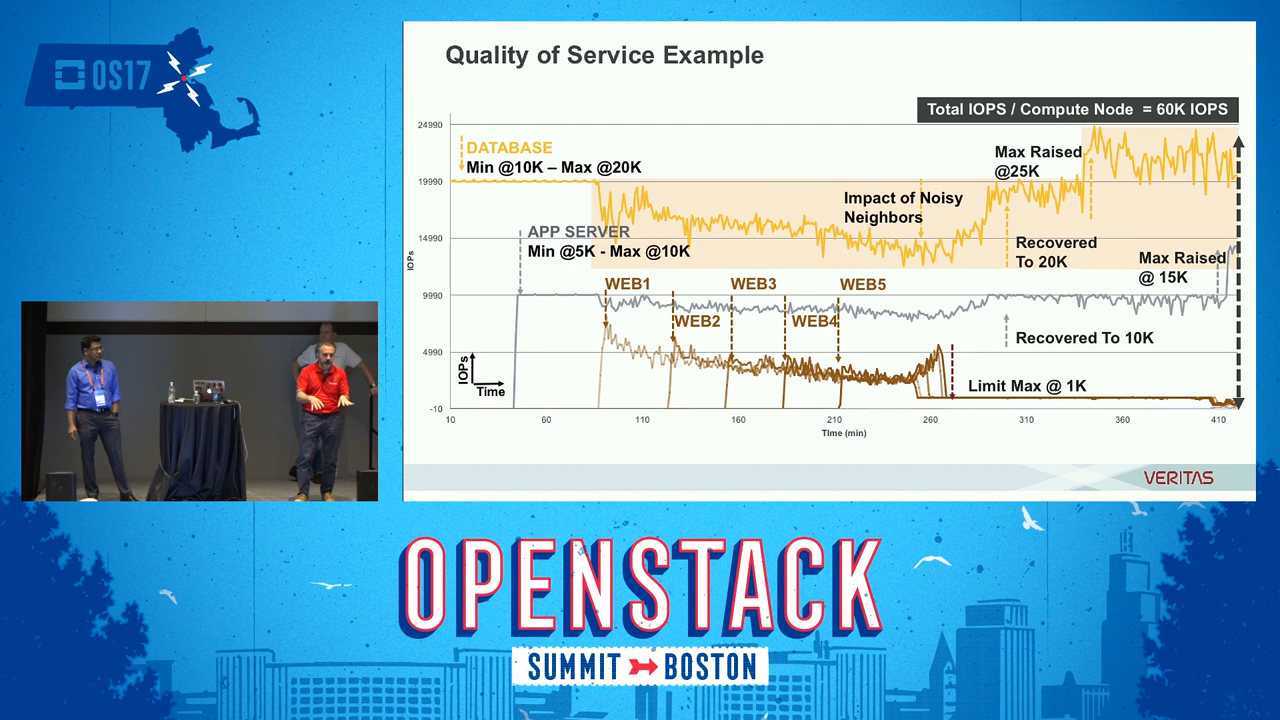 OS17
Quality of Service Example
Total IOPS / Compute Node = 60K IOPS
24990
19990
14990
9990
4990
-10
IOPs
DATABASE
Min @10K – Max @20K
APP SERVER
Min @5K - Max @10K
WEB1
WEB2
WEB3
WEB4
WEB5
Impact of Noisy
Neighbors
Max Raised
@25K
Recovered
To 20K
Max Raised
@ 15K
Recovered To 10K
Limit Max @ 1K
IOPs
Time
10
60
110
160
210
260
310
360
410
TIme (min)
VERITAS
OPENSTACK
SUMMIT BOSTON